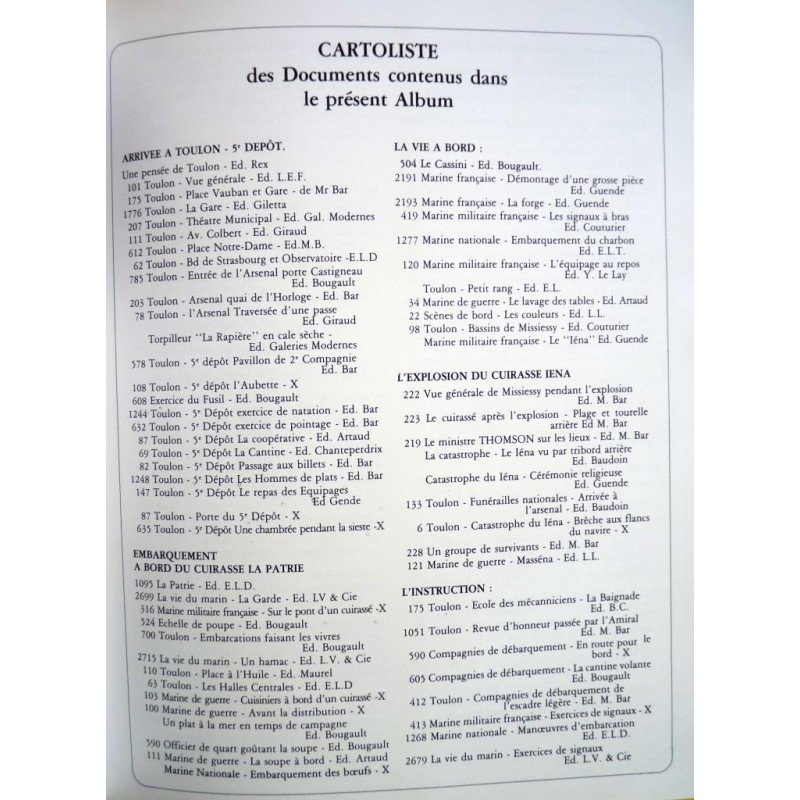 CARTOLISTE
des Documents contenus dans
le présent Album
ARRIVEE A TOULON - 5e DEPÔT.
Une pensée de Toulon - Ed. Rex
101 Toulon - Vue générale - Ed. L.E.F.
175 Toulon - Place Vauban et Gare - de Mr Bar
1776 Toulon - La Gare - Ed. Giletta
207 Toulon - Théatre Municipal - Ed. Gal. Modernes
111 Toulon - Av. Colbert - Ed. Giraud
612 Toulon - Place Notre-Dame - Ed.M.B.
62 Toulon - Bd de Strasbourg et Observatoire -E.L.D
785 Toulon - Entrée de l'Arsenal porte Castigneau
Ed. Bougault
203 Toulon - Arsenal quai de l'Horloge - Ed. Bar
78 Toulon - l'Arsenal Traversée d'une passe
Ed. Giraud
Torpilleur "La Rapière" en cale sèche -
Ed. Galeries Modernes
578 Toulon - 5e dépôt Pavillon de 2e Compagnie
Ed. Bar
108 Toulon - 5e dépôt l'Aubette - X
608 Exercice du Fusil - Ed. Bougault
1244 Toulon - 5e Dépôt exercice de natation - Ed. Bar
632 Toulon - 5e Dépôt exercice de pointage - Ed. Bar
87 Toulon - 5e Dépôt La coopérative - Ed. Artaud
69 Toulon - 5e Dépôt La Cantine - Ed. Chanteperdrix
82 Toulon - 5e Dépôt Passage aux billets - Ed. Bar
1248 Toulon - 5e Dépôt Les Hommes de plats - Ed. Bar
147 Toulon - 5e Dépôt Le repas des Equipages
Ed Gende
87 Toulon - Porte du 5e Dépôt - X
635 Toulon - 5e Dépôt Une chambrée pendant la sieste -X
EMBARQUEMENT
A BORD DU CUIRASSE LA PATRIE
1095 La Patrie - Ed. E.L.D.
2699 La vie du marin - La Garde - Ed. LV & Cie
316 Marine militaire française - Sur le pont d'un cuirassé -X
524 Echelle de poupe - Ed. Bougault
700 Toulon - Embarcations faisant les vivres
Ed. Bougault
2715 La vie du marin - Un hamac - Ed. L.V. & Cie
110 Toulon - Place à l'Huile - Ed. Maurel
63 Toulon - Les Halles Centrales - Ed. E.L.D
103 Marine de guerre - Cuisiniers à bord d'un cuirassé -X
100 Marine de guerre - Avant la distribution - X
Un plat à la mer en temps de campagne
Ed. Bougault
590 Officier de quart goûtant la soupe - Ed. Bougault
111 Marine de guerre - La soupe à bord - Ed. Artaud
Marine Nationale - Embarquement des bœufs - X
LA VIE A BORD :
504 Le Cassini - Ed. Bougault.
2191 Marine française - Démontage d'une grosse pièce
Ed. Guende
2193 Marine française - La forge - Ed. Guende
419 Marine militaire française - Les signaux à bras
Ed. Couturier
1277 Marine nationale - Embarquement du charbon
Ed. E.L.T.
120 Marine militaire française - L'équipage au repos
Ed. Y. Le Lay
Toulon - Petit rang - Ed. E.L.
34 Marine de guerre - Le lavage des tables - Ed. Artaud
22 Scènes de bord - Les couleurs - Ed. L.L.
98 Toulon - Bassins de Missiessy - Ed. Couturier
Marine militaire française - Le "Iéna" Ed. Guende
L'EXPLOSION DU CUIRASSE IENA
222 Vue générale de Missiessy pendant l'explosion
Ed. M. Bar
223 Le cuirassé après l'explosion - Plage et tourelle
arrière Ed M. Bar
219 Le ministre THOMSON sur les lieux - Ed. M. Bar
La catastrophe - Le Iéna vu par tribord arrière
Ed. Baudoin
Catastrophe du Iéna - Cérémonie religieuse
Ed. Guende
133 Toulon - Funérailles nationales - Arrivée à
l'arsenal - Ed. Baudoin
6 Toulon - Catastrophe du Iéna - Brêche aux flancs
du navire - X
228 Un groupe de survivants - Ed. M. Bar
121 Marine de guerre - Masséna - Ed. L.L.
L'INSTRUCTION :
175 Toulon - Ecole des mécanniciens - La Baignade
Ed. B.C.
1051 Toulon - Revue d'honneur passée par l'Amiral
Ed. M. Bar
590 Compagnies de débarquement - En route pour le
bord - X
605 Compagnies de débarquement - La cantine volante
Ed. Bougault
412 Toulon - Compagnies de débarquement de
l'escadre légère - Ed. M. Bar
413 Marine militaire française - Exercices de signaux - X
1268 Marine nationale - Manœuvres d'embarcation
Ed. E.L.D.
2679 La vie du marin - Exercices de signaux
Ed. L.V. & Cie